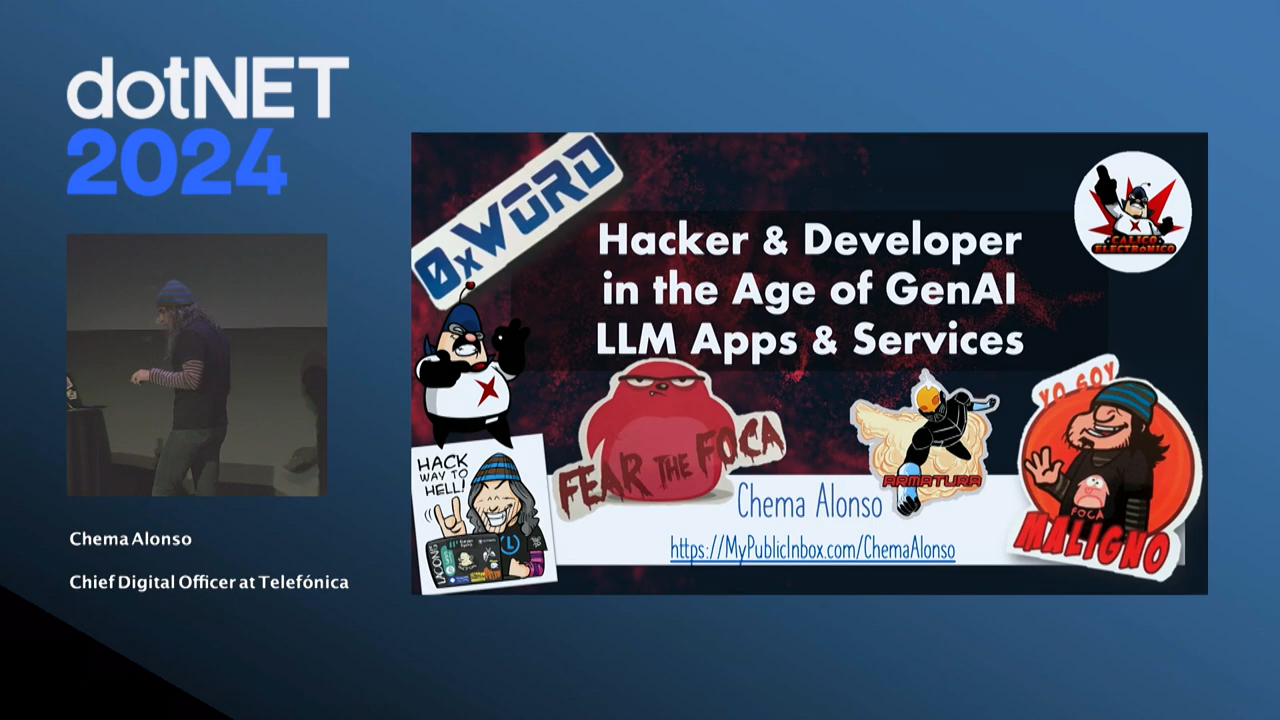 dotNET
2024
Chema Alonso
Chief Digital Officer at Telefónica
0xWORD
Hacker & Developer
in the Age of GenAI
LLM Apps & Services
CALICO
ELECTRONICO
HACK
WAY TO
HELL!
FEAR THE FOCA
ARMATURA
YO SOY
FOCA
MALIGNO
Chema Alonso
https://MyPublicInbox.com/ChemaAlonso